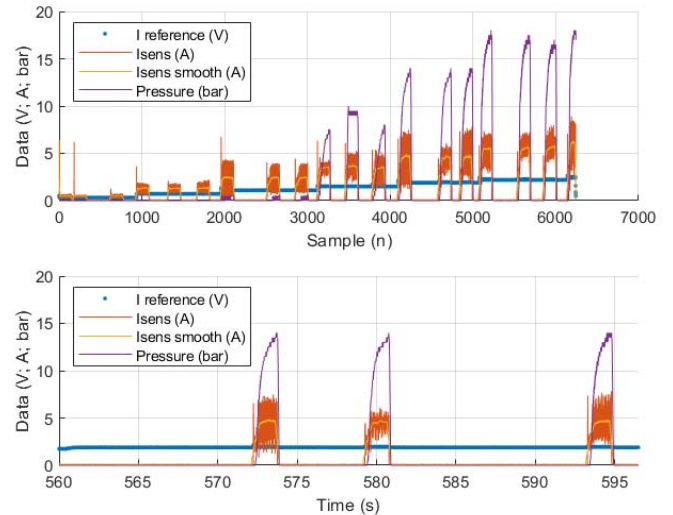 20
15
10
5
0
Data (V; A; bar)
I reference (V)
Isens (A)
Isens smooth (A)
Pressure (bar)
0 1000 2000 3000 4000 5000 6000 7000
Sample (n)
20
15
10
5
0
Data (V; A; bar)
I reference (V)
Isens (A)
Isens smooth (A)
Pressure (bar)
560 565 570 575 580 585 590 595
Time (s)